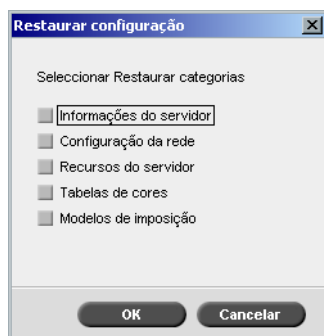 Restaurar configuração
Seleccionar Restaurar categorias
Informações do servidor
Configuração da rede
Recursos do servidor
Tabelas de cores
Modelos de imposição
OK Cancelar